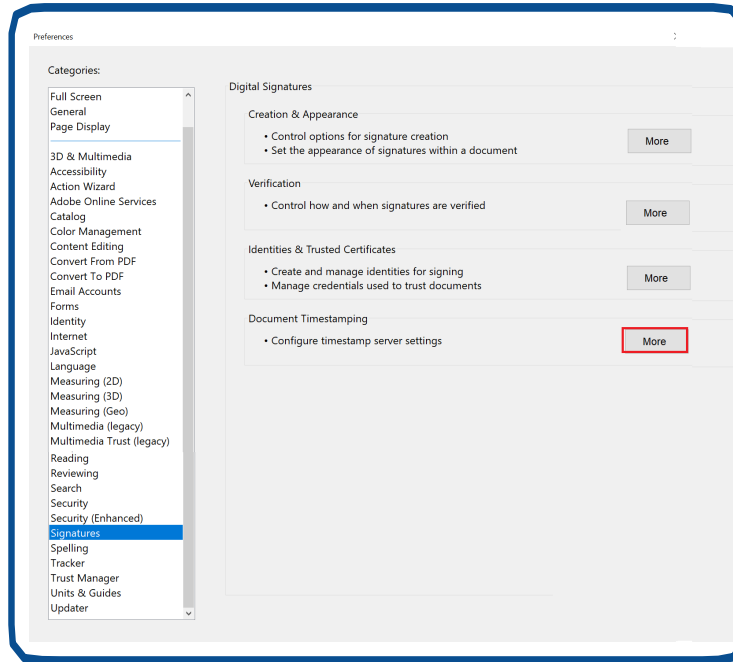 Preferences
Categories:
Full Screen
General
Page Display
3D & Multimedia
Accessibility
Action Wizard
Adobe Online Services
Catalog
Color Management
Content Editing
Convert From PDF
Convert To PDF
Email Accounts
Forms
Identity
Internet
JavaScript
Language
Measuring (2D)
Measuring (3D)
Measuring (Geo)
Multimedia (legacy)
Multimedia Trust (legacy)
Reading
Reviewing
Search
Security
Security (Enhanced)
Signatures
Spelling
Tracker
Trust Manager
Units & Guides
Updater
Digital Signatures
Creation & Appearance
• Control options for signature creation
• Set the appearance of signatures within a document
More
Verification
• Control how and when signatures are verified
More
Identities & Trusted Certificates
• Create and manage identities for signing
• Manage credentials used to trust documents
More
Document Timestamping
• Configure timestamp server settings
More